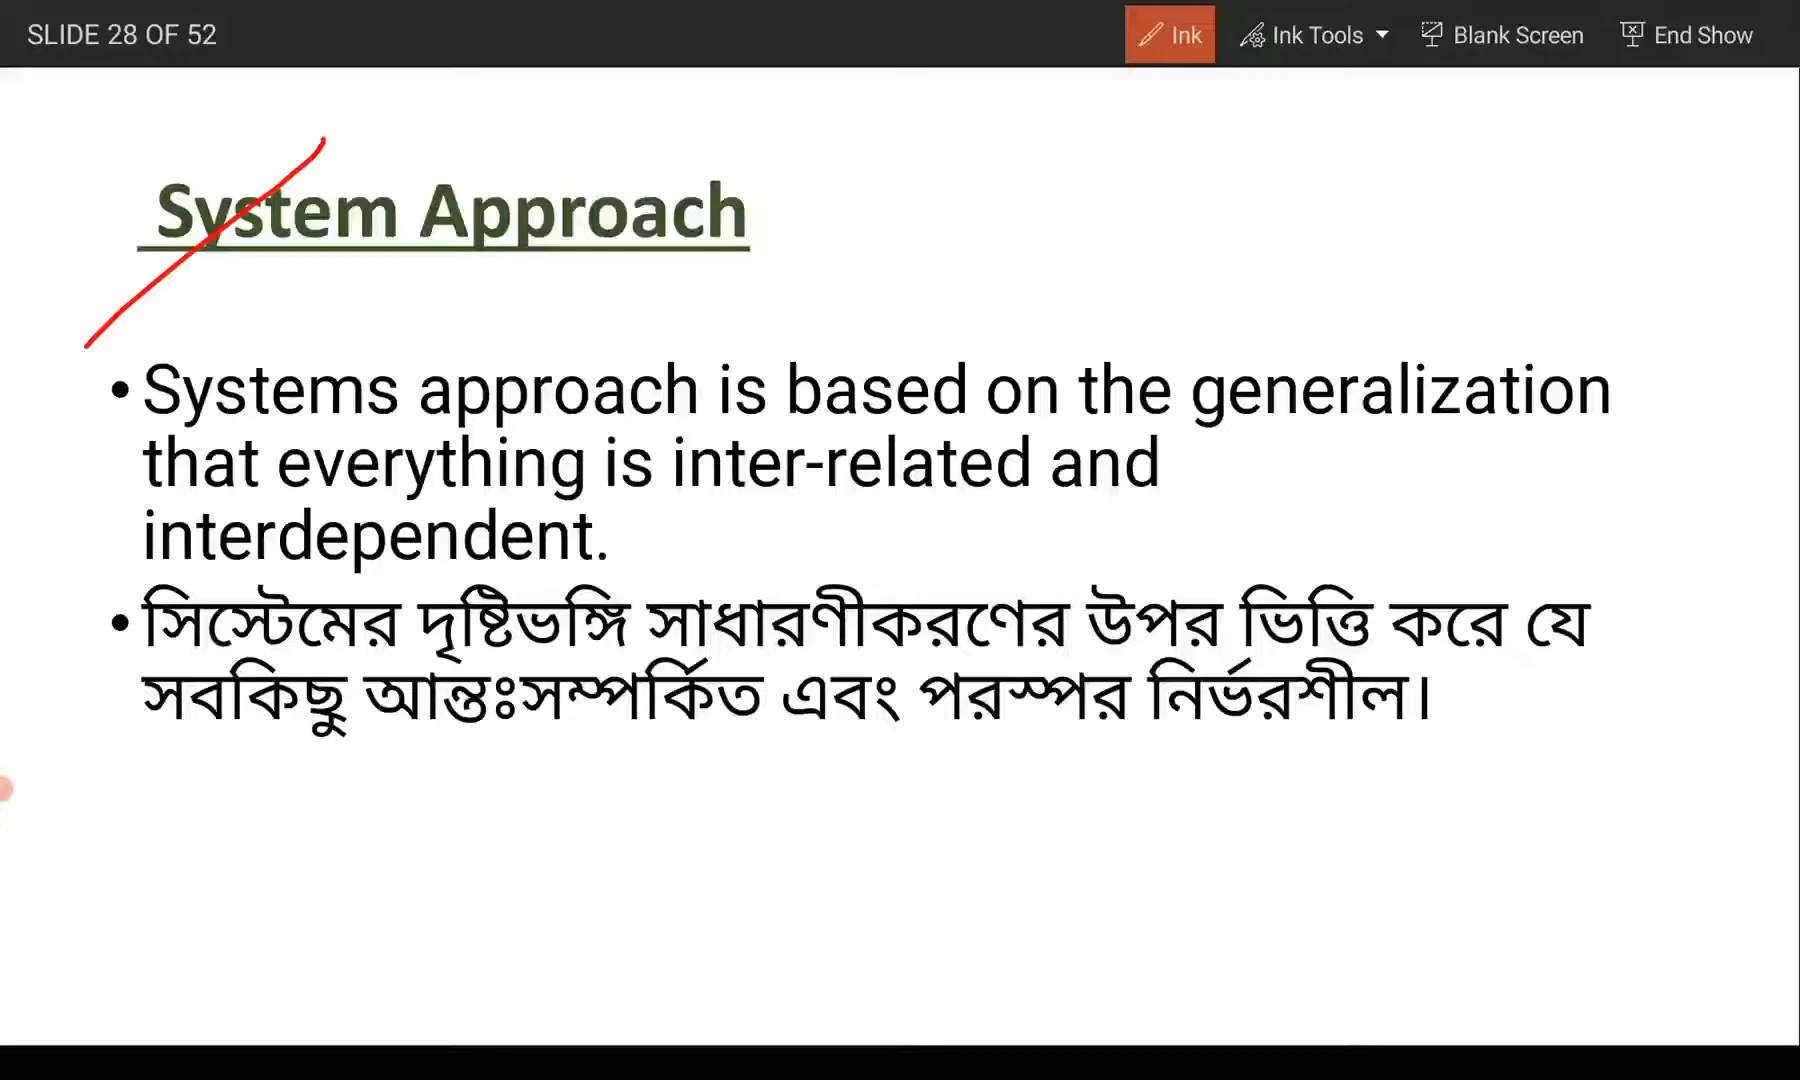 SLIDE 28 OF 52
Ink
Ink Tools
Blank Screen
End Show
System Approach
• Systems approach is based on the generalization
that everything is inter-related and
interdependent.
• সিস্টেমের দৃষ্টিভঙ্গি সাধারণীকরণের উপর ভিত্তি করে যে
সবকিছু আন্তঃসম্পর্কিত এবং পরস্পর নির্ভরশীল।